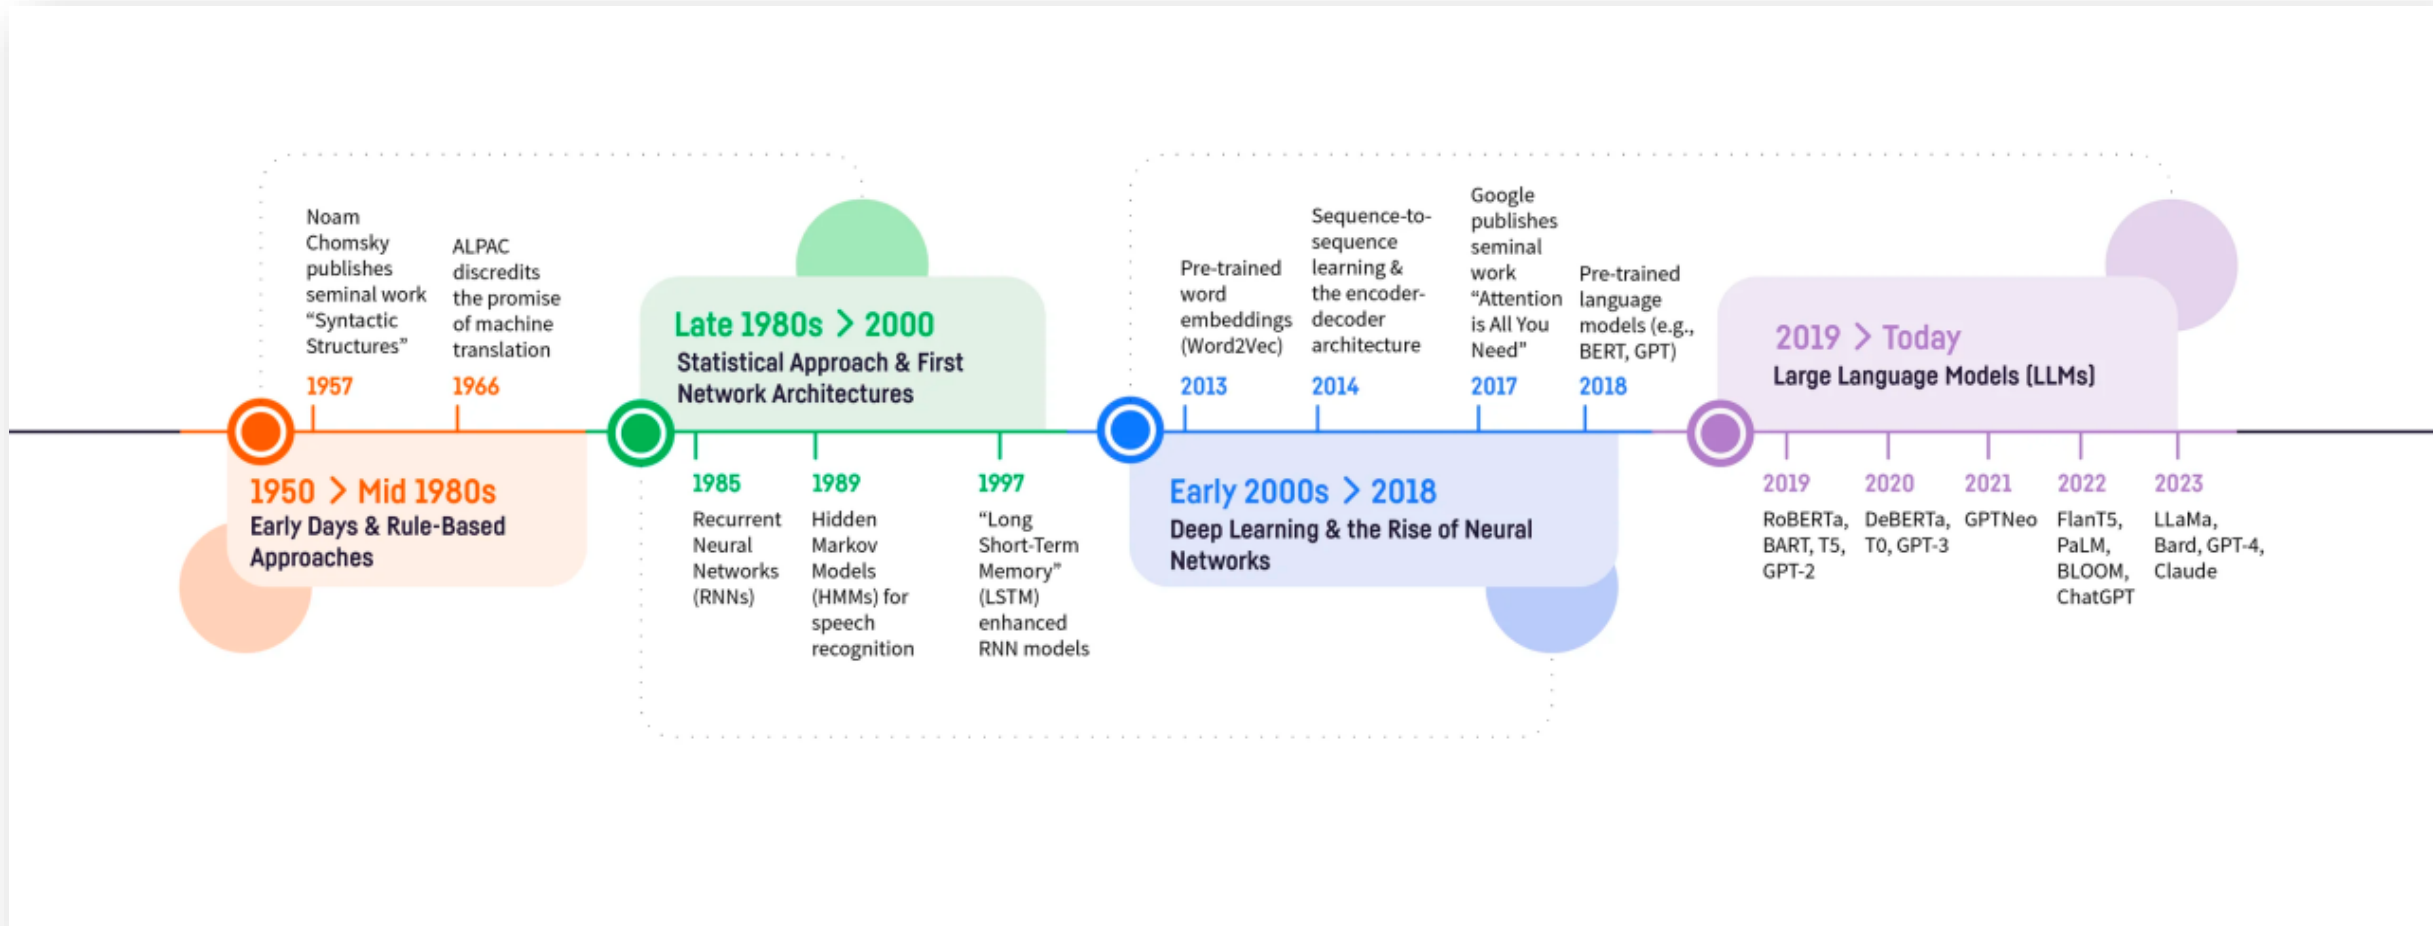 Noam
Chomsky
publishes
seminal work
“Syntactic
Structures”
1957
ALPAC
discredits
the promise
of machine
translation
1966
1950 > Mid 1980s
Early Days & Rule-Based
Approaches
Late 1980s > 2000
Statistical Approach & First
Network Architectures
1985
Recurrent
Neural
Networks
(RNNs)
1989
Hidden
Markov
Models
(HMMs) for
speech
recognition
1997
“Long
Short-Term
Memory”
(LSTM)
enhanced
RNN models
Pre-trained
word
embeddings
(Word2Vec)
2013
Sequence-to-
sequence
learning &
the encoder-
decoder
architecture
2014
Google
publishes
seminal
work
“Attention
is All You
Need”
2017
Pre-trained
language
models (e.g.,
BERT, GPT)
2018
Early 2000s > 2018
Deep Learning & the Rise of Neural
Networks
2019 > Today
Large Language Models (LLMs)
2019
RoBERTa,
BART, T5,
GPT-2
2020
DeBERTa,
T0, GPT-3
2021
GPTNeo
2022
FlanT5,
PaLM,
BLOOM,
ChatGPT
2023
LLaMa,
Bard, GPT-4,
Claude